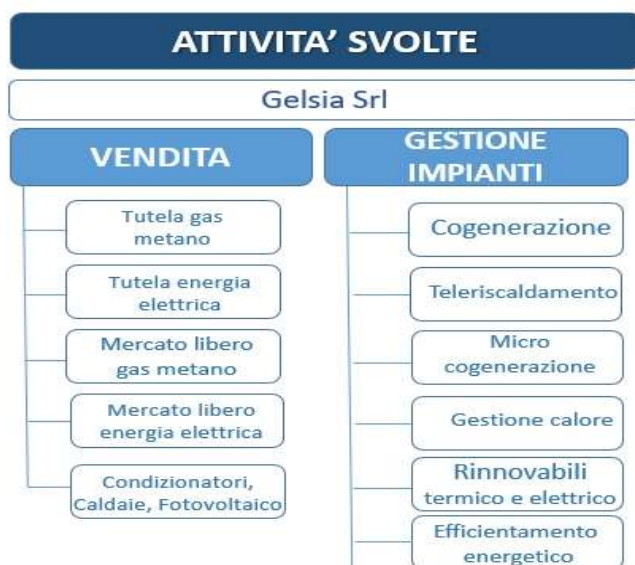 ATTIVITA’ SVOLTE
Gelsia Srl
VENDITA
Tutela gas
metano
Tutela energia
elettrica
Mercato libero
gas metano
Mercato libero
energia elettrica
Condizionatori,
Caldaie, Fotovoltaico
GESTIONE
IMPIANTI
Cogenerazione
Teleriscaldamento
Micro
cogenerazione
Gestione calore
Rinnovabili
termico e elettrico
Efficientamento
energetico